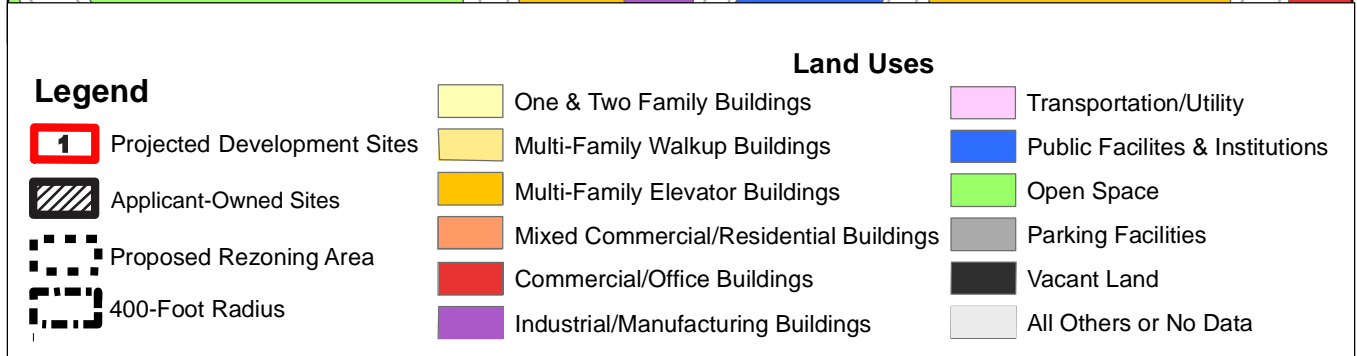 Land Uses
Legend
1
Projected Development Sites
Applicant-Owned Sites
Proposed Rezoning Area
400-Foot Radius
One & Two Family Buildings
Multi-Family Walkup Buildings
Multi-Family Elevator Buildings
Mixed Commercial/Residential Buildings
Commercial/Office Buildings
Industrial/Manufacturing Buildings
Transportation/Utility
Public Facilites & Institutions
Open Space
Parking Facilities
Vacant Land
All Others or No Data